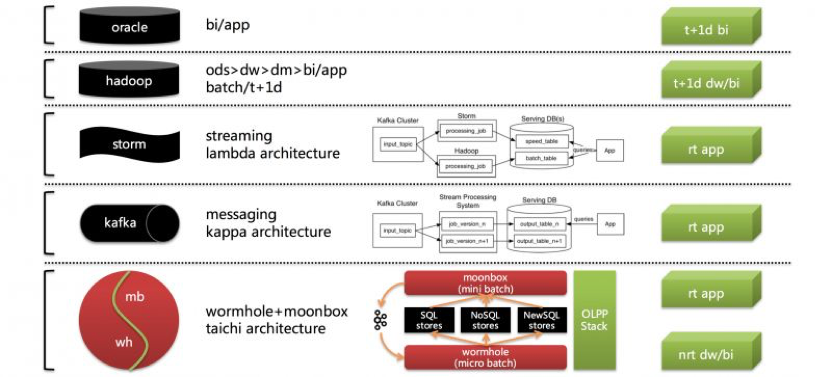 oracle
bi/app
t+1d bi
hadoop
ods>dw>dm>bi/app
batch/t+1d
t+1d dw/bi
storm
streaming
lambda architecture
Kafka Cluster
input_topic
Storm
processing_job
Hadoop
processing_job
Serving DB(s)
speed_table
batch_table
queries
App
rt app
kafka
messaging
kappa architecture
Kafka Cluster
input_topic
Stream Processing
System
job_version_n
job_version_n+1
Serving DB
output_table_n
output_table_n+1
queries
App
rt app
mb
wh
wormhole+moonbox
taichi architecture
moonbox
(mini batch)
SQL
stores
NoSQL
stores
NewSQL
stores
wormhole
(micro batch)
OLPP
Stack
rt app
nrt dw/bi